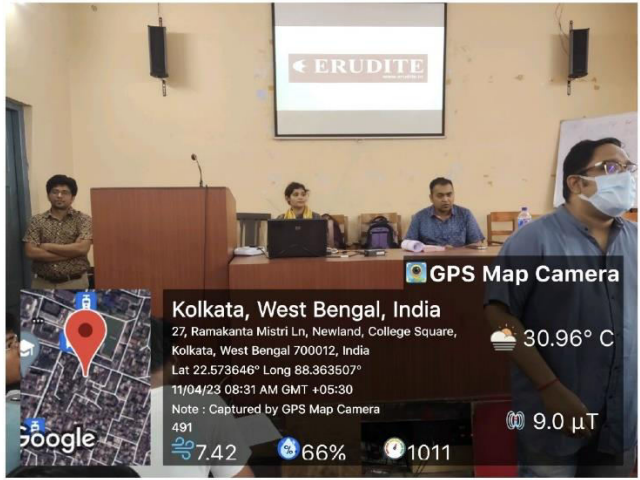 ERUDITE
GPS Map Camera
Kolkata, West Bengal, India
27, Ramakanta Mistri Ln, Newland, College Square,
Kolkata, West Bengal 700012, India
Lat 22.573646° Long 88.363507°
11/04/23 08:31 AM GMT +05:30
Note : Captured by GPS Map Camera
491
30.96° C
9.0 µT
7.42
66%
1011
Google